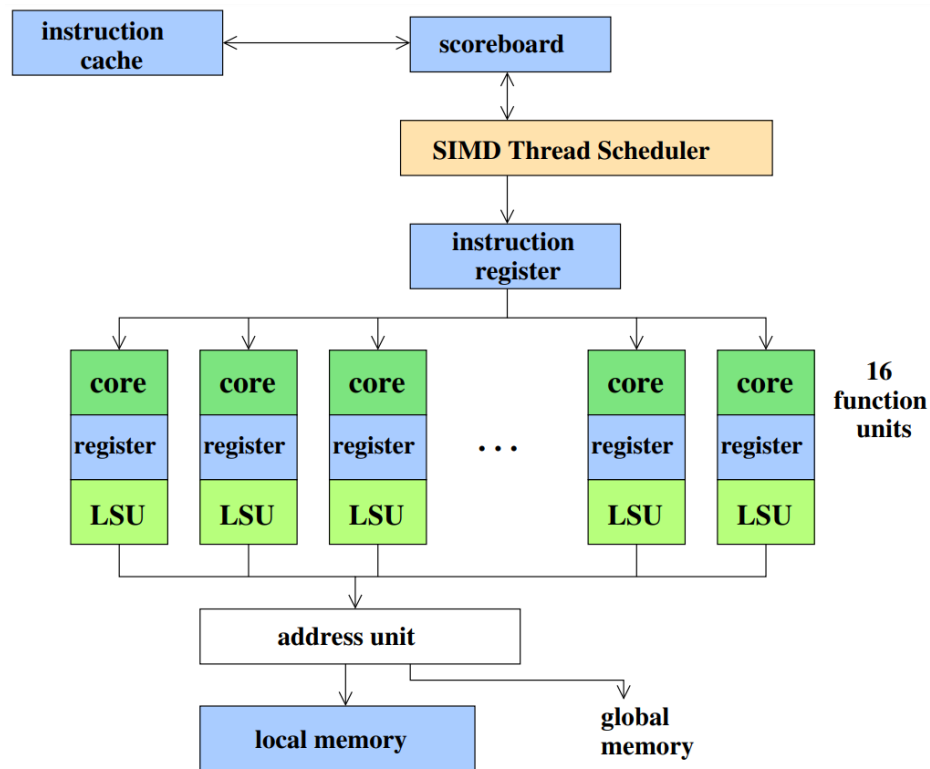 instruction
cache
scoreboard
SIMD Thread Scheduler
instruction
register
core
core
core
core
core
16
function
units
register
register
register
. . .
register
register
LSU
LSU
LSU
LSU
LSU
address unit
local memory
global
memory